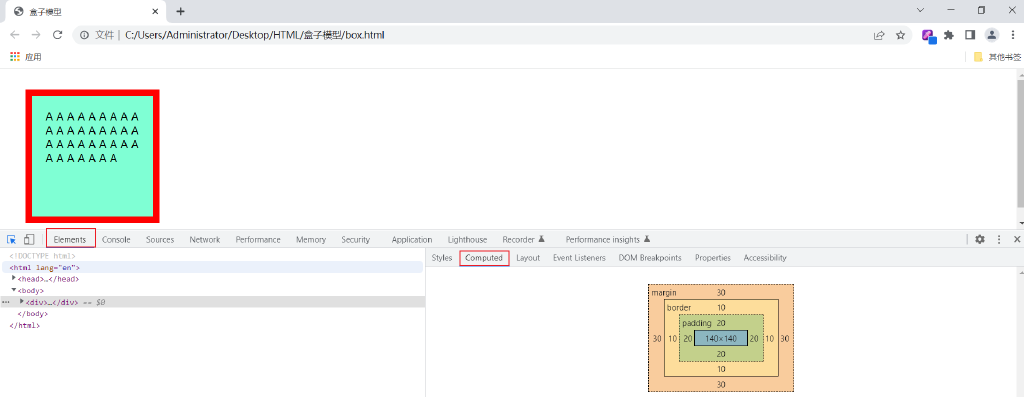 盒子模型
文件 | C:/Users/Administrator/Desktop/HTML/盒子模型/box.html
应用 其他书签
A A A A A A A A A
A A A A A A A A A
A A A A A A A A A
A A A A A A A
Elements Console Sources Network Performance Memory Security Application Lighthouse Recorder Performance insights
<!DOCTYPE html>
<html lang="en">
<head>…</head>
<body>
<div>…</div> == $0
</body>
</html>
Styles Computed Layout Event Listeners DOM Breakpoints Properties Accessibility
margin 30
border 10
padding 20
30 10 20 140×140 20 10 30
20
10
30